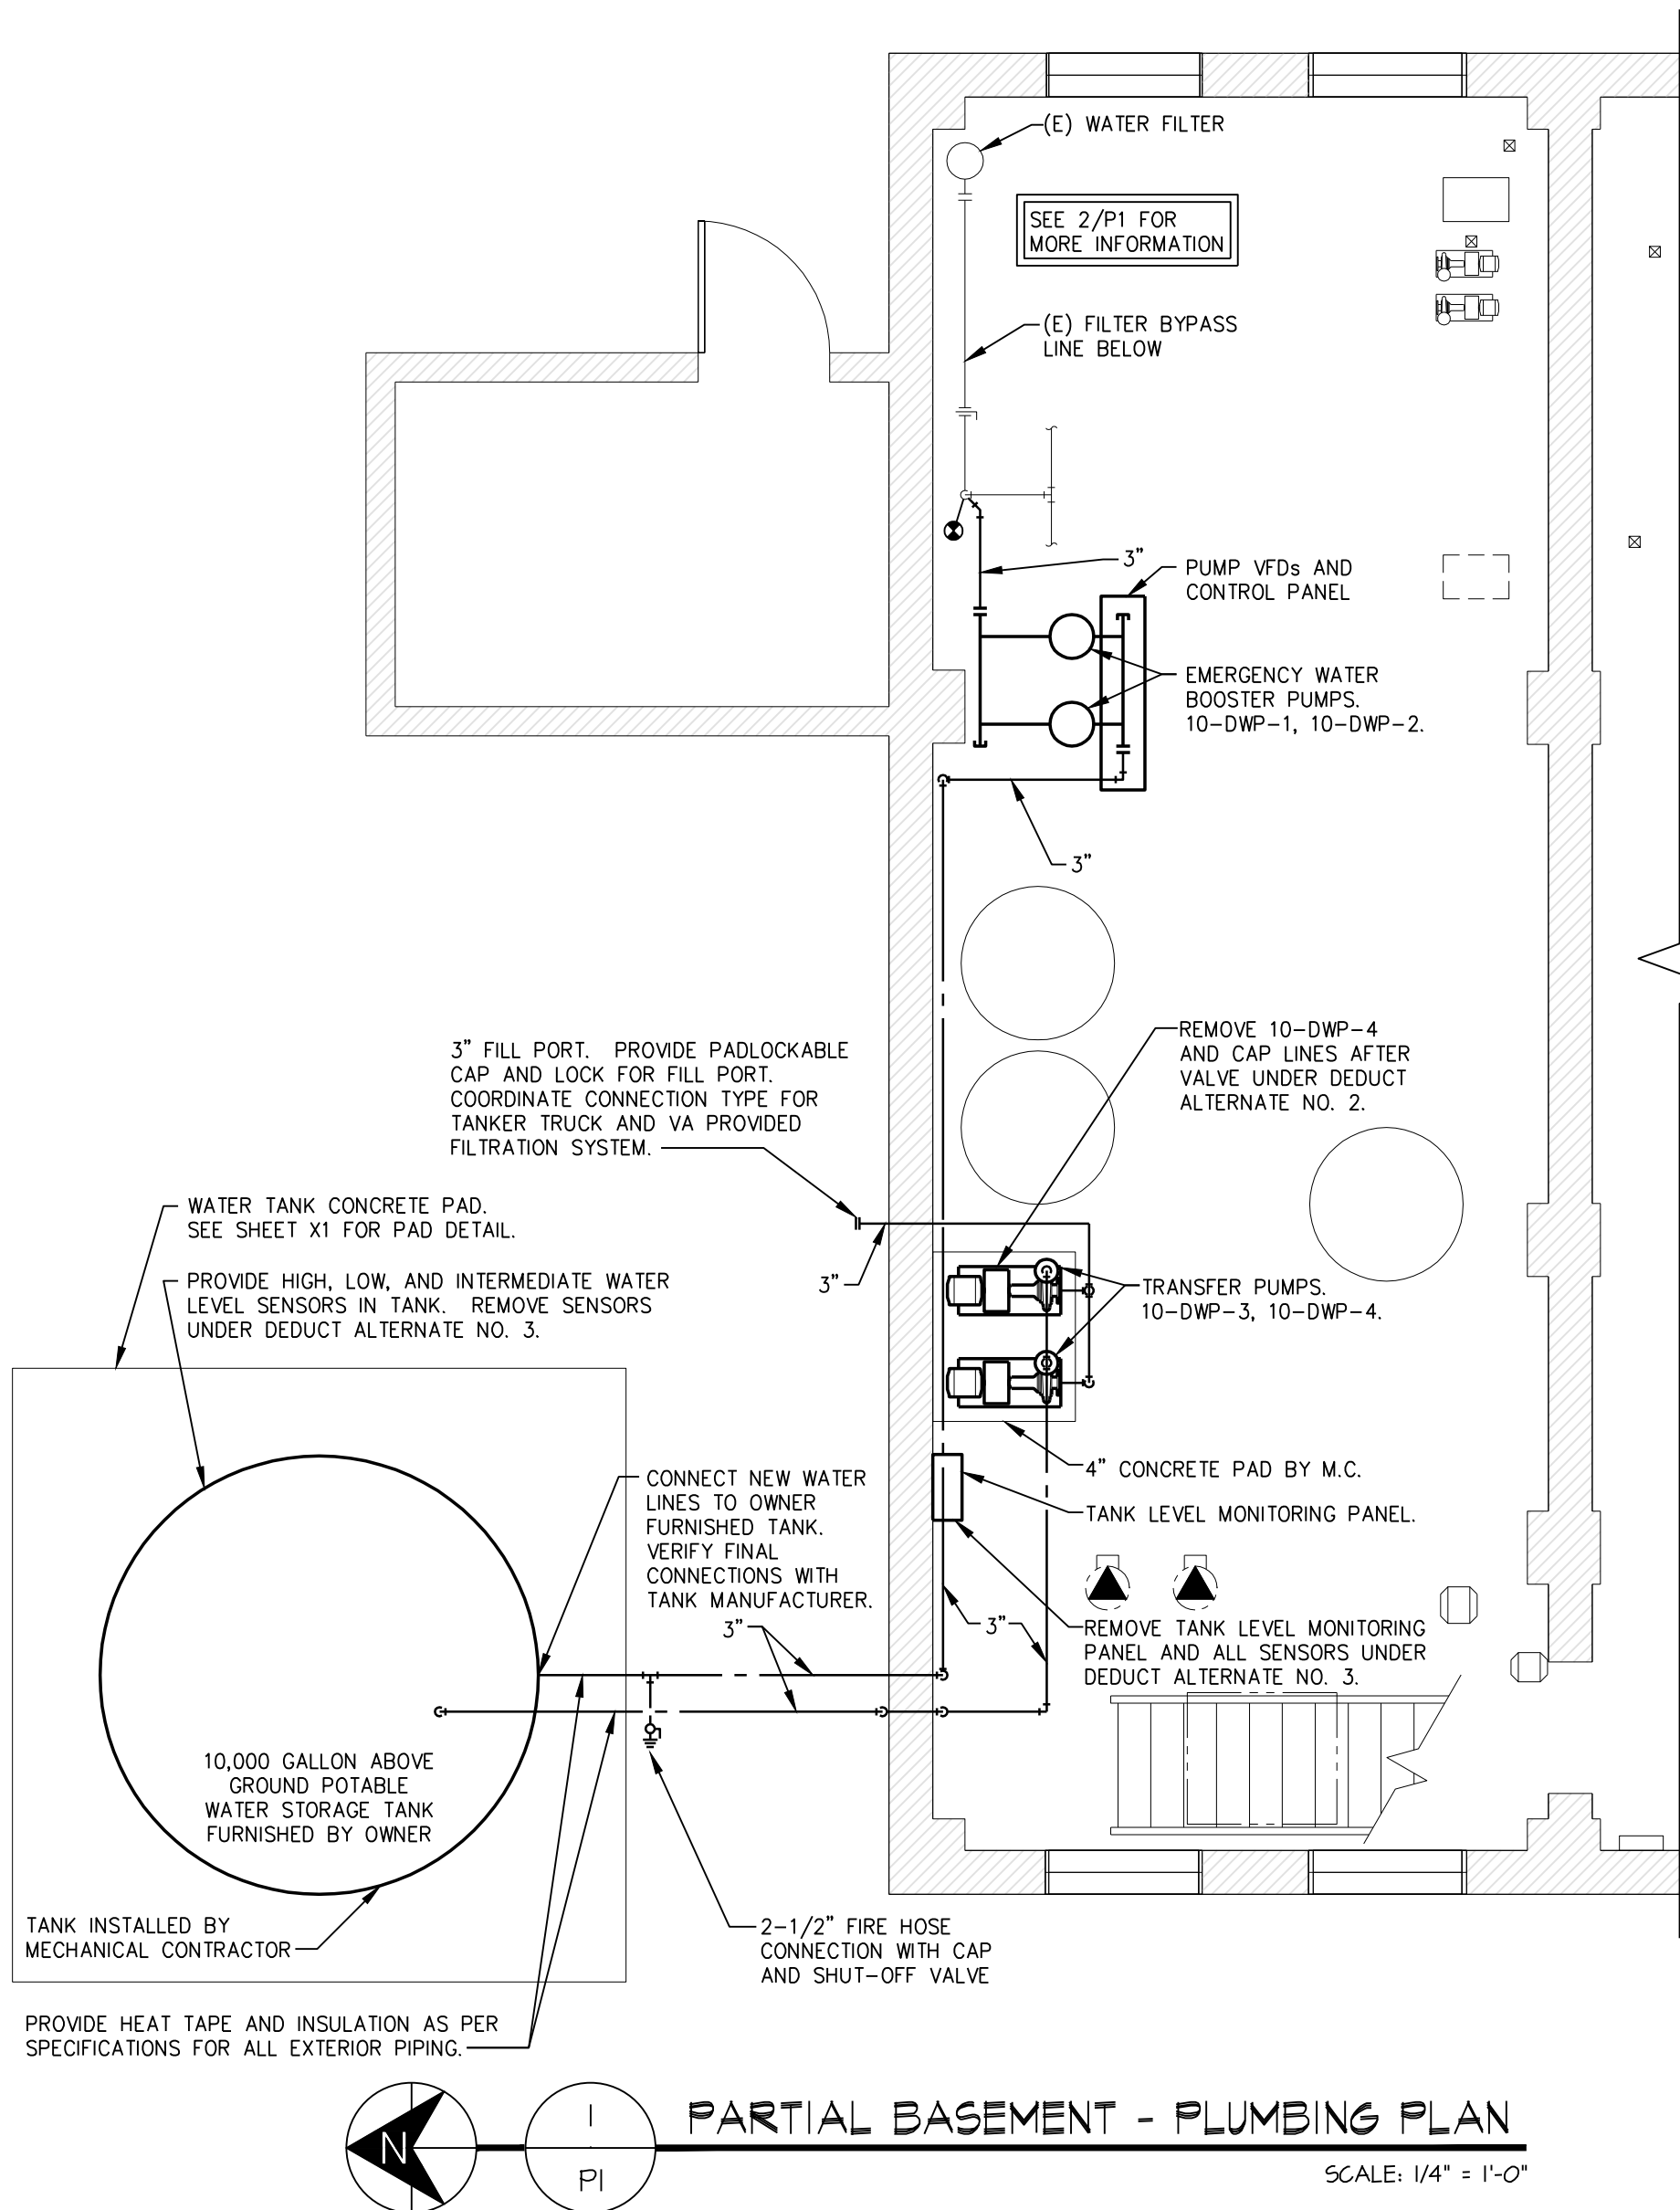 (E) WATER FILTER
SEE 2/P1 FOR
MORE INFORMATION
(E) FILTER BYPASS
LINE BELOW
3"
PUMP VFDs AND
CONTROL PANEL
EMERGENCY WATER
BOOSTER PUMPS.
10-DWP-1, 10-DWP-2.
3"
REMOVE 10-DWP-4
AND CAP LINES AFTER
VALVE UNDER DEDUCT
ALTERNATE NO. 2.
3" FILL PORT. PROVIDE PADLOCKABLE
CAP AND LOCK FOR FILL PORT.
COORDINATE CONNECTION TYPE FOR
TANKER TRUCK AND VA PROVIDED
FILTRATION SYSTEM.
WATER TANK CONCRETE PAD.
SEE SHEET X1 FOR PAD DETAIL.
PROVIDE HIGH, LOW, AND INTERMEDIATE WATER
LEVEL SENSORS IN TANK. REMOVE SENSORS
UNDER DEDUCT ALTERNATE NO. 3.
3"
TRANSFER PUMPS.
10-DWP-3, 10-DWP-4.
CONNECT NEW WATER
LINES TO OWNER
FURNISHED TANK.
VERIFY FINAL
CONNECTIONS WITH
TANK MANUFACTURER.
3"
4" CONCRETE PAD BY M.C.
TANK LEVEL MONITORING PANEL.
3"
REMOVE TANK LEVEL MONITORING
PANEL AND ALL SENSORS UNDER
DEDUCT ALTERNATE NO. 3.
10,000 GALLON ABOVE
GROUND POTABLE
WATER STORAGE TANK
FURNISHED BY OWNER
TANK INSTALLED BY
MECHANICAL CONTRACTOR
2-1/2" FIRE HOSE
CONNECTION WITH CAP
AND SHUT-OFF VALVE
PROVIDE HEAT TAPE AND INSULATION AS PER
SPECIFICATIONS FOR ALL EXTERIOR PIPING.
N
1
P1
PARTIAL BASEMENT - PLUMBING PLAN
SCALE: 1/4" = 1'-0"